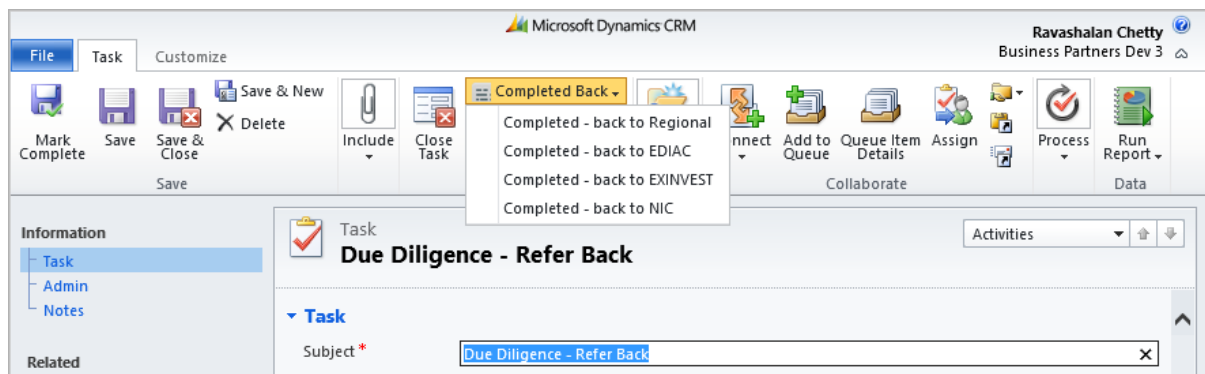 Microsoft Dynamics CRM
Ravashalan Chetty
Business Partners Dev 3
File
Task
Customize
Mark Complete
Save
Save & Close
Save & New
Delete
Include
Close Task
Completed Back
Completed - back to Regional
Completed - back to EDIAC
Completed - back to EXINVEST
Completed - back to NIC
nnect
Add to Queue
Queue Item Details
Assign
Process
Run Report
Save
Collaborate
Data
Information
Task
Admin
Notes
Related
Task
Due Diligence - Refer Back
Activities
Task
Subject *
Due Diligence - Refer Back